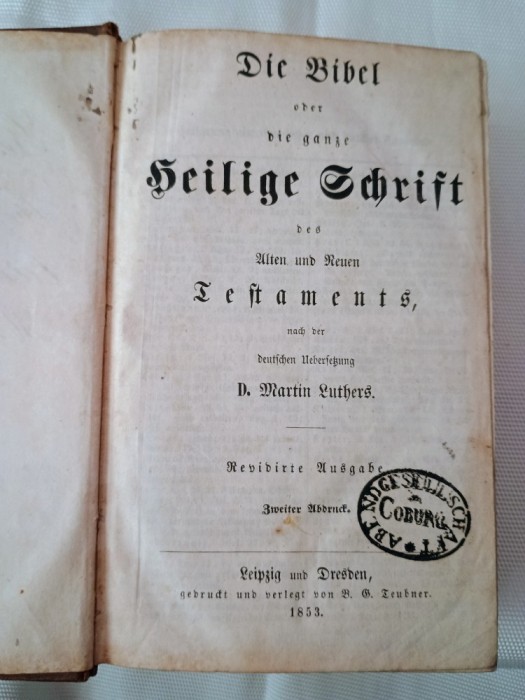 Die Bibel
oder
die ganze
Heilige Schrift
des
Alten und Neuen
Testaments,
nach der
deutschen Uebersetzung
D. Martin Luthers.
Revidirte Ausgabe
Zweiter Abdruck.
ABENDGESELLSCHAFT
COBURG
Leipzig und Dresden,
gedruckt und verlegt von B. G. Teubner.
1853.